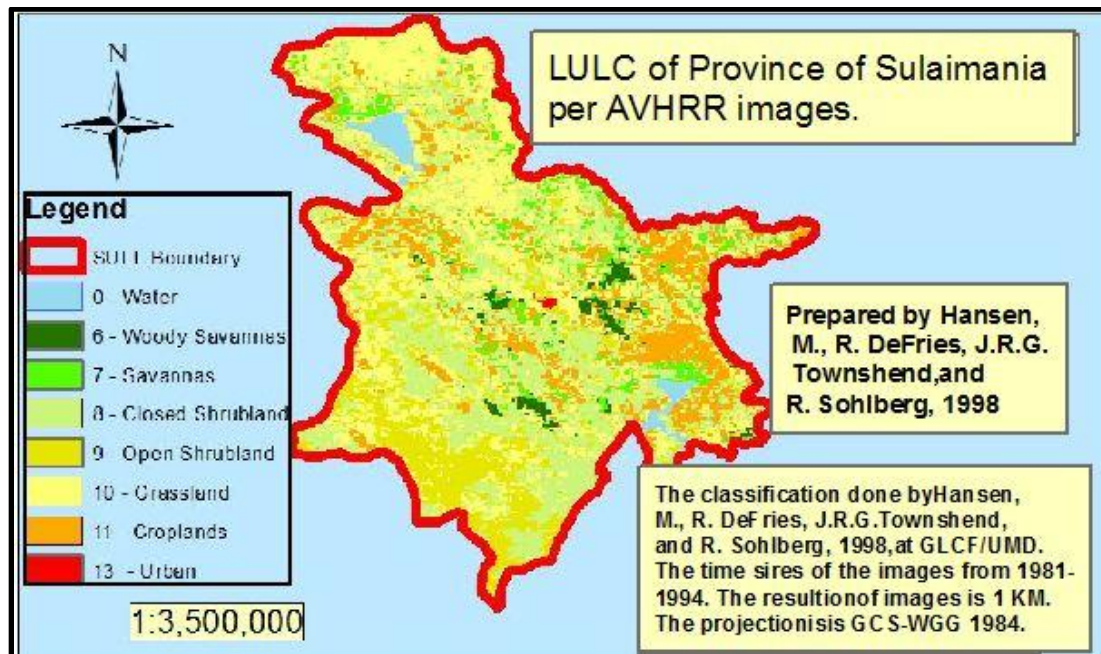 N
LULC of Province of Sulaimania
per AVHRR images.
Legend
SULI Boundary
0 - Water
6 - Woody Savannas
7 - Savannas
8 - Closed Shrubland
9 - Open Shrubland
10 - Grassland
11 - Croplands
13 - Urban
1:3,500,000
Prepared by Hansen,
M., R. DeFries, J.R.G.
Townshend,and
R. Sohlberg, 1998
The classification done byHansen,
M., R. DeFries, J.R.G.Townshend,
and R. Sohlberg, 1998,at GLCF/UMD.
The time sires of the images from 1981-
1994. The resultionof images is 1 KM.
The projectionisis GCS-WGG 1984.